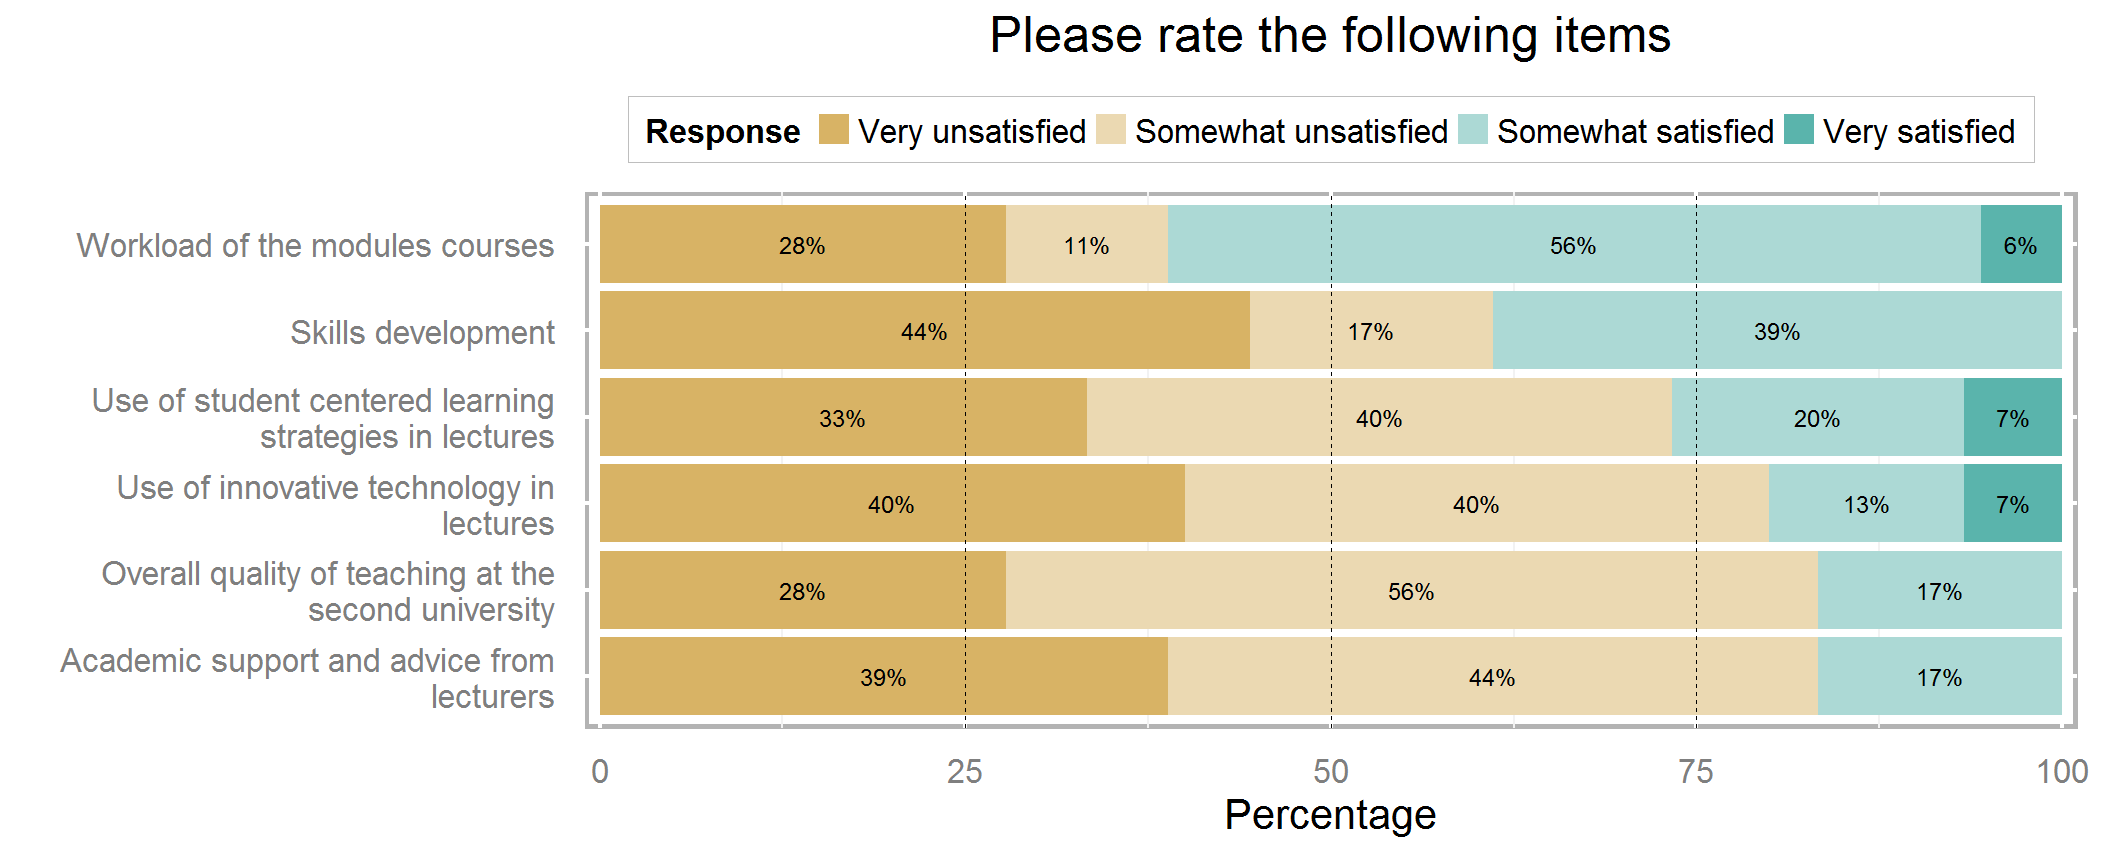 Please rate the following items
Response Very unsatisfied Somewhat unsatisfied Somewhat satisfied Very satisfied
Workload of the modules courses 28% 11% 56% 6%
Skills development 44% 17% 39%
Use of student centered learning
strategies in lectures
33% 40% 20% 7%
Use of innovative technology in
lectures
40% 40% 13% 7%
Overall quality of teaching at the
second university
28% 56% 17%
Academic support and advice from
lecturers
39% 44% 17%
0 25 50 75 100
Percentage